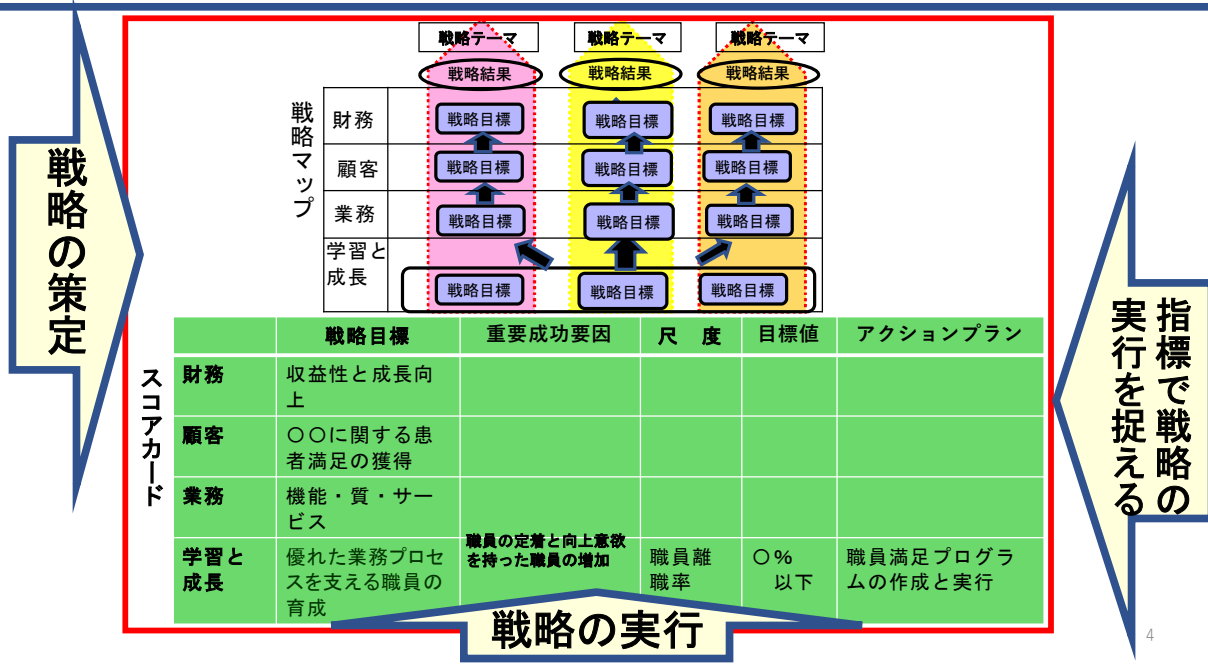 戦略テーマ 戦略テーマ 戦略テーマ
戦略結果 戦略結果 戦略結果
戦略マップ
財務 戦略目標 戦略目標 戦略目標
顧客 戦略目標 戦略目標 戦略目標
業務 戦略目標 戦略目標 戦略目標
学習と
成長 戦略目標 戦略目標 戦略目標
戦略の策定
指標で戦略の
実行を捉える
スコアカード
戦略目標 重要成功要因 尺 度 目標値 アクションプラン
財務 収益性と成長向
上
顧客 〇〇に関する患
者満足の獲得
業務 機能・質・サー
ビス
学習と
成長
優れた業務プロセ
スを支える職員の
育成
職員の定着と向上意欲
を持った職員の増加
職員離
職率
〇%
以下
職員満足プログラ
ムの作成と実行
戦略の実行
4